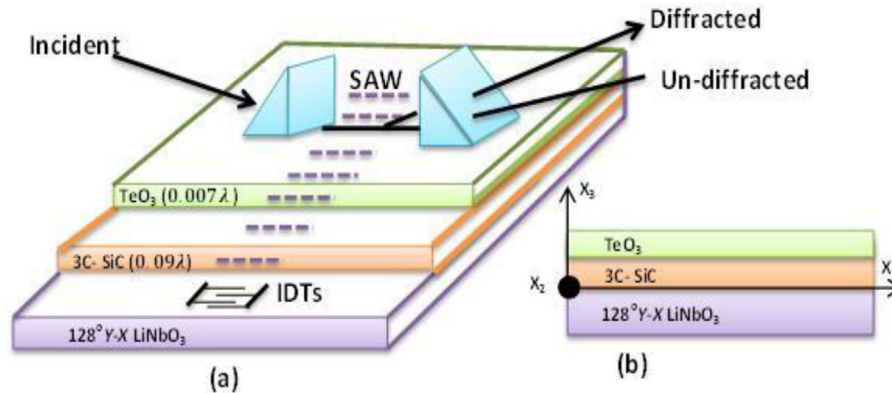 Incident
SAW
Diffracted
Un-diffracted
TeO₃ (0.007λ)
3C- SiC (0.09λ)
IDTs
128°Y-X LiNbO₃
(a)
X₃
TeO₃
3C- SiC
X₂
X
128°Y-X LiNbO₃
(b)